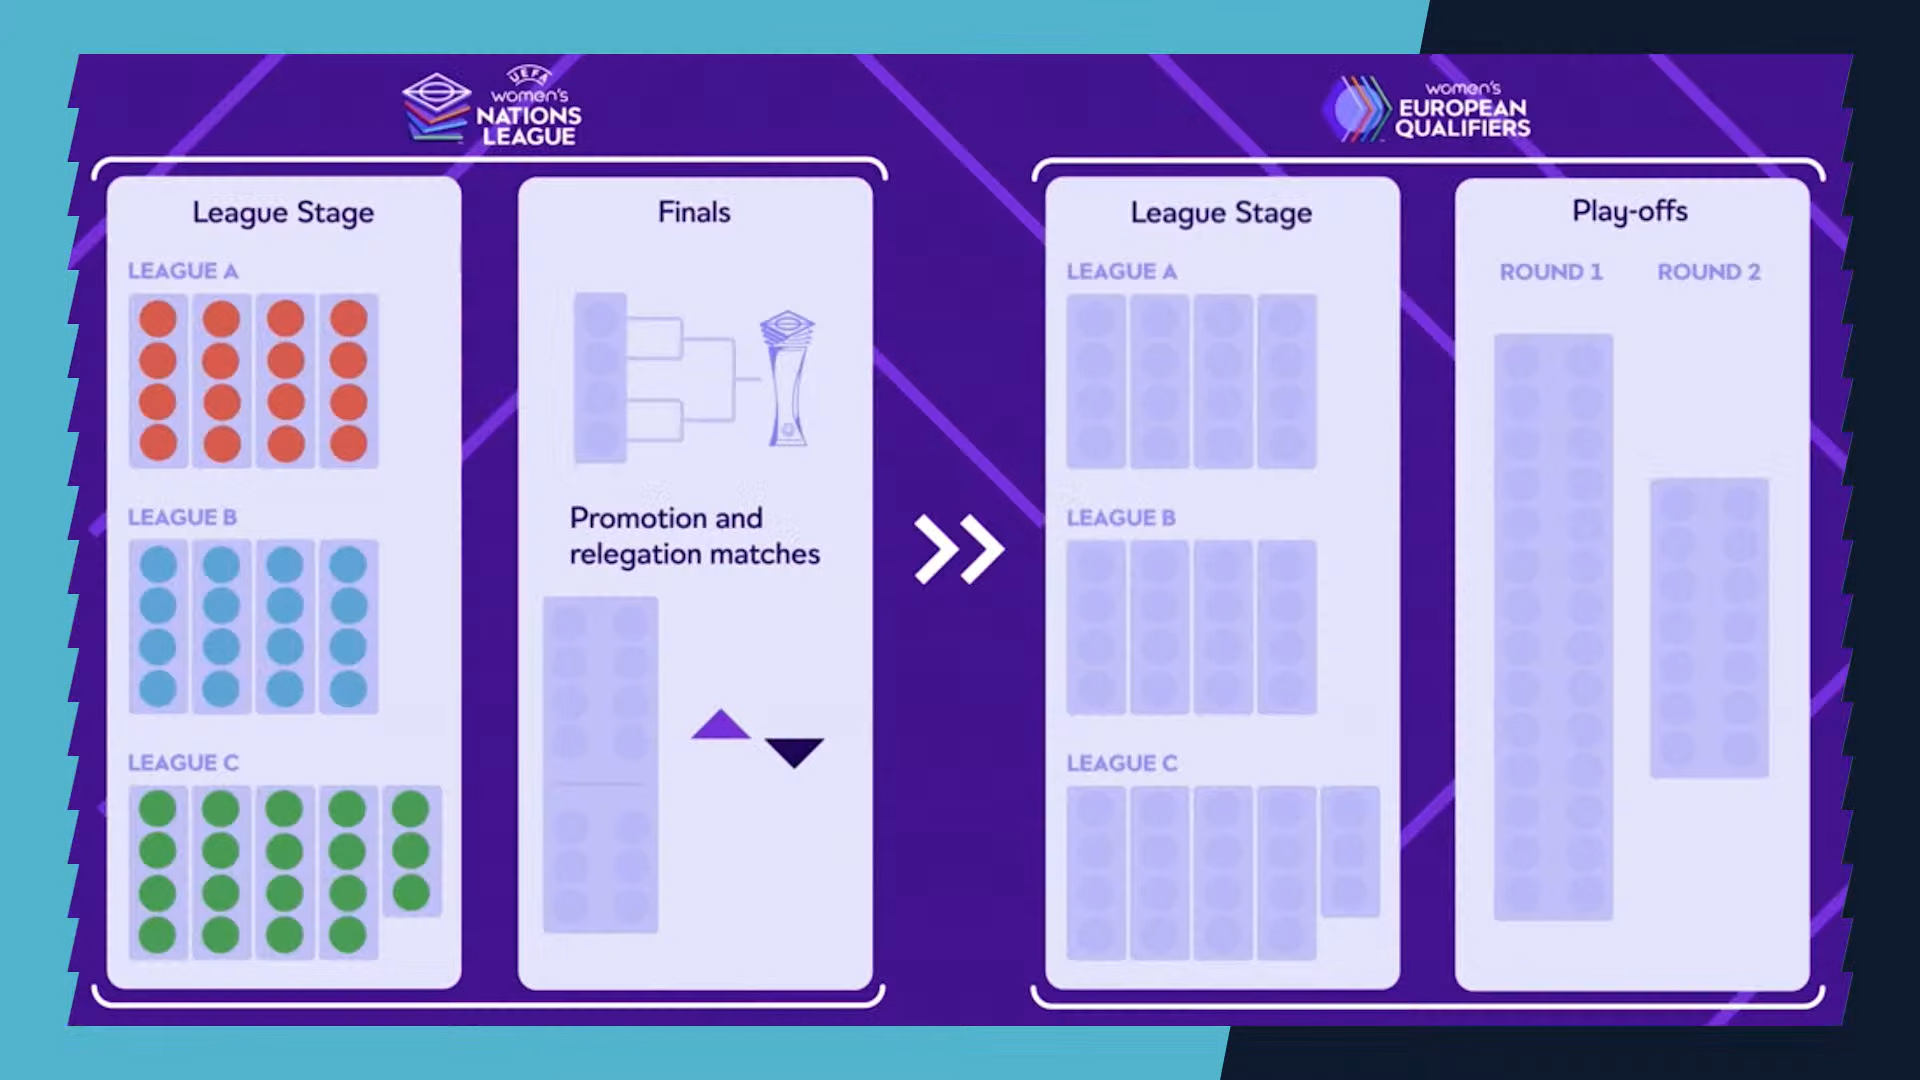 UEFA
women's
NATIONS
LEAGUE
League Stage
LEAGUE A
LEAGUE B
LEAGUE C
Finals
Promotion and
relegation matches
women's
EUROPEAN
QUALIFIERS
League Stage
LEAGUE A
LEAGUE B
LEAGUE C
Play-offs
ROUND 1 ROUND 2